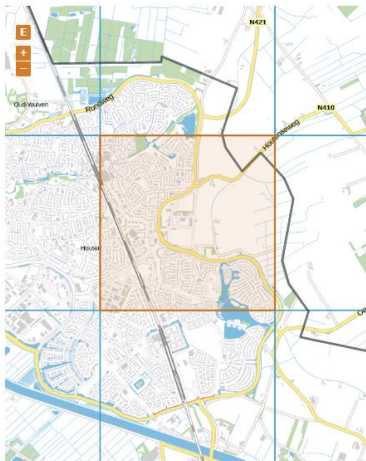 E
N421
+
−
Oud-Wulven
Rondweg
N410
Houtenseweg
Houten